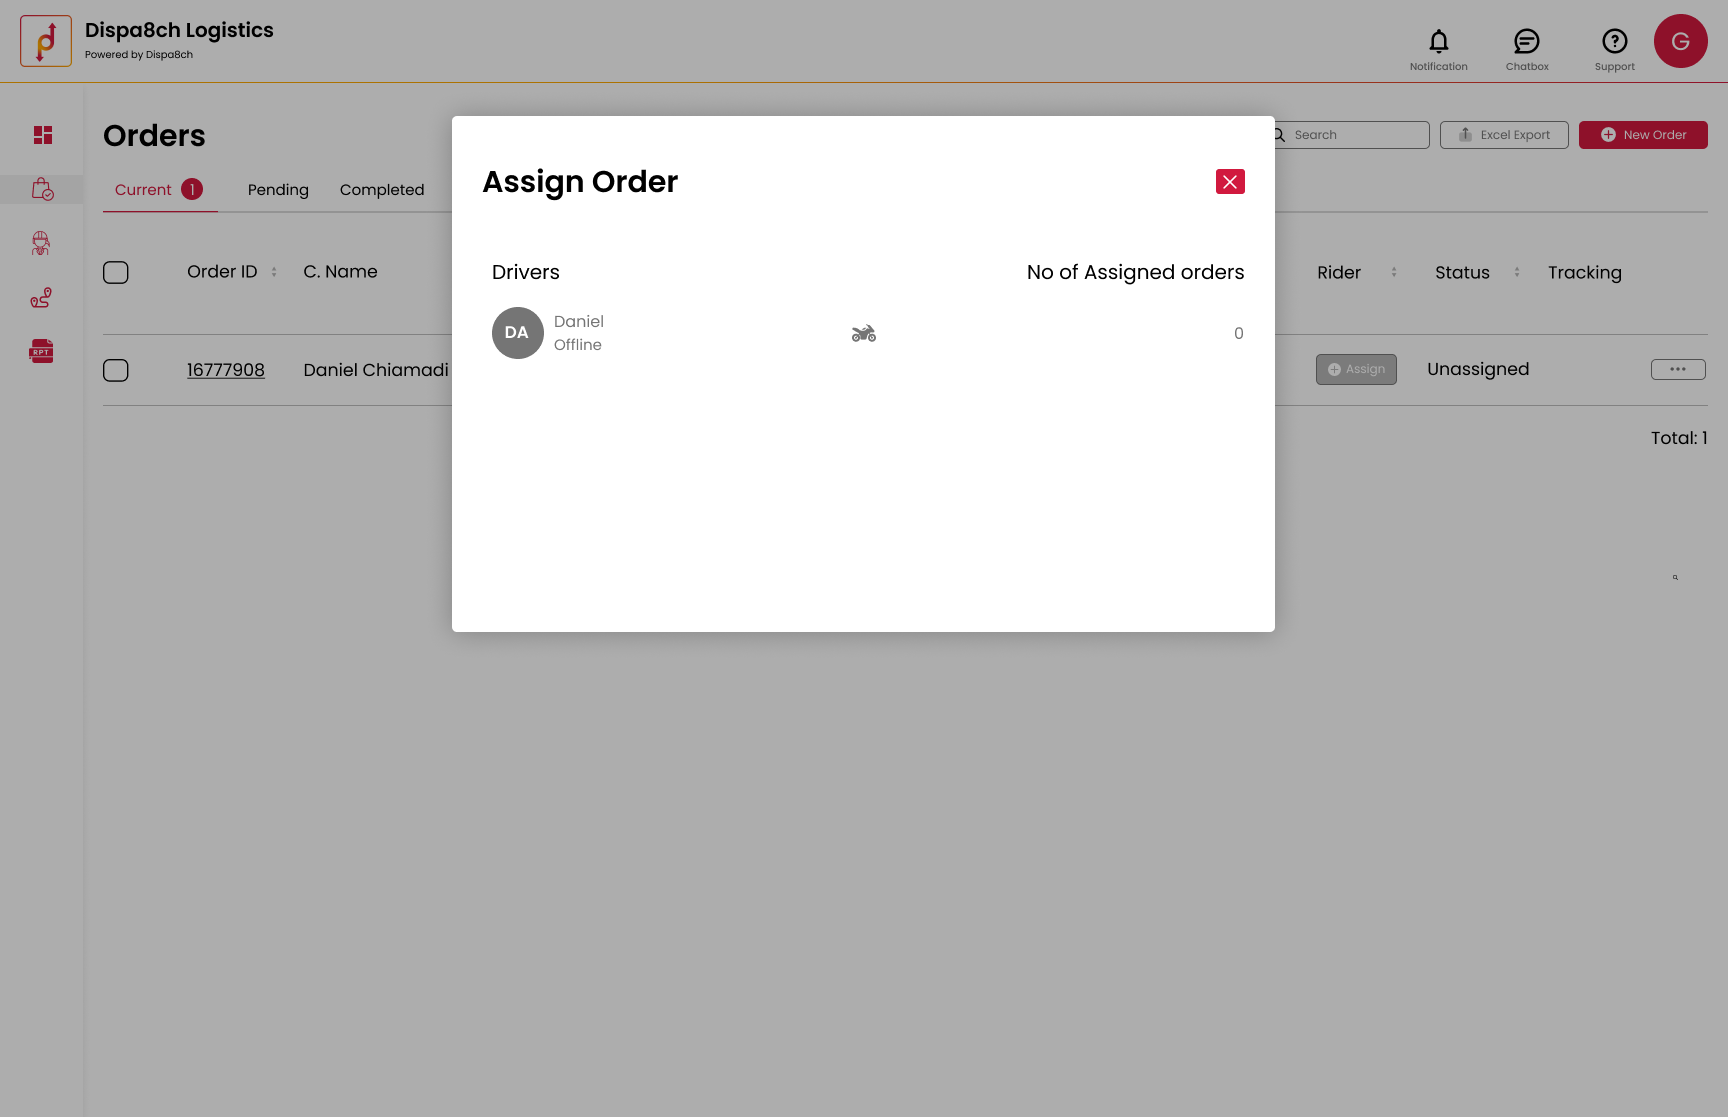 Dispa8ch Logistics
Powered by Dispa8ch
Notification
Chatbox
Support
G
Orders
Search
Excel Export
New Order
Current 1
Pending
Completed
Assign Order
Order ID
C. Name
Rider
Status
Tracking
Drivers
No of Assigned orders
DA
Daniel
Offline
0
RPT
16777908
Daniel Chiamadi
Assign
Unassigned
Total: 1